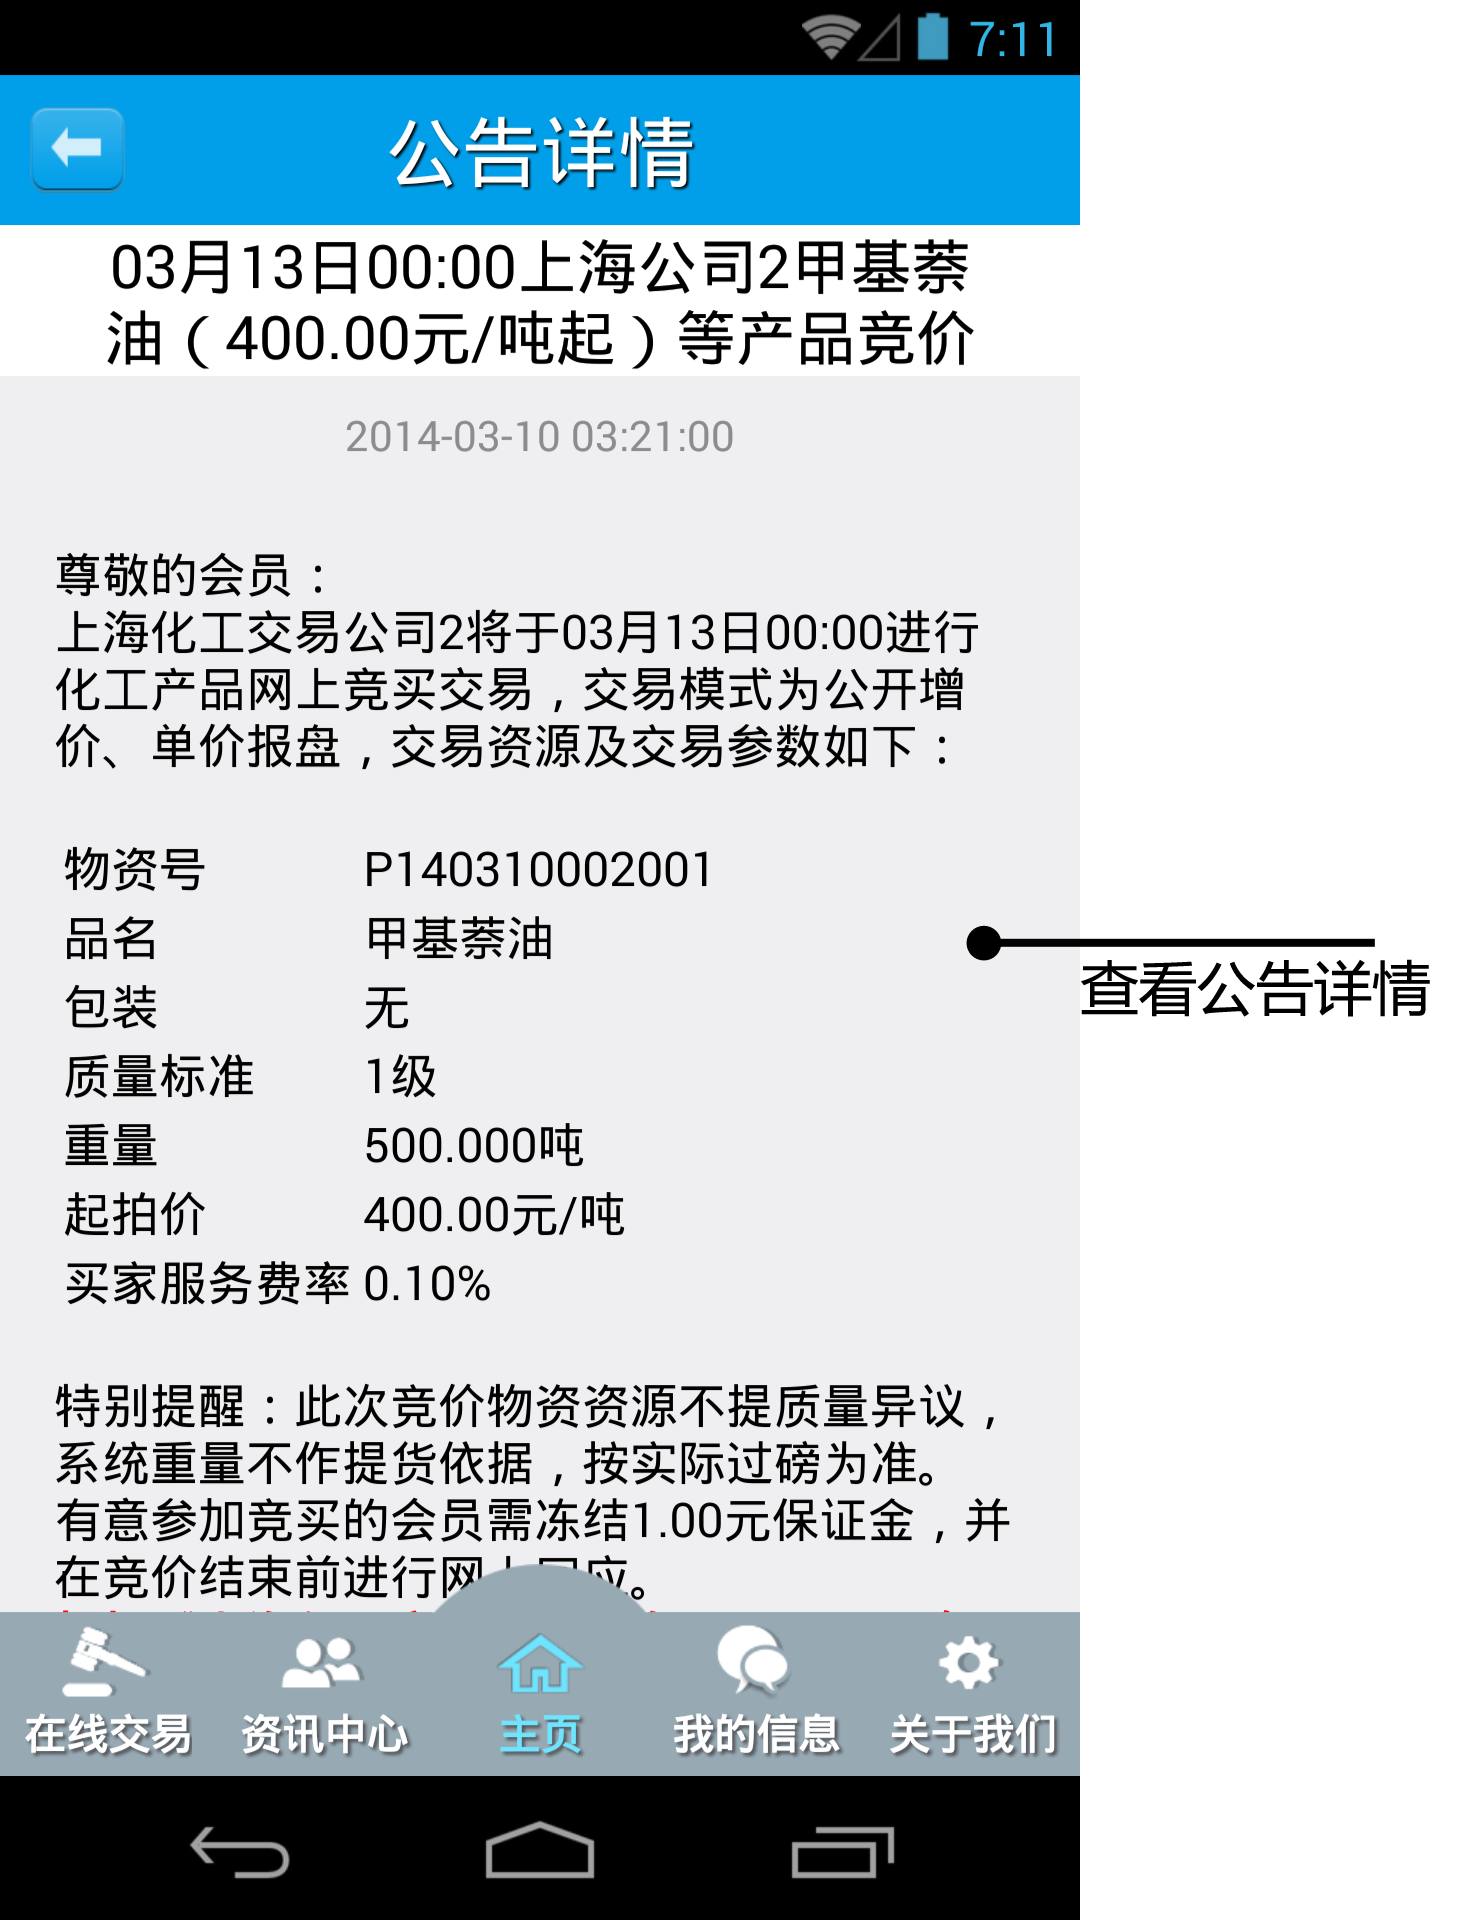 7:11
公告详情
03月13日00:00上海公司2甲基萘
油（400.00元/吨起）等产品竞价
2014-03-10 03:21:00
尊敬的会员：
上海化工交易公司2将于03月13日00:00进行
化工产品网上竞买交易，交易模式为公开增
价、单价报盘，交易资源及交易参数如下：
物资号 P140310002001
品名 甲基萘油
包装 无
质量标准 1级
重量 500.000吨
起拍价 400.00元/吨
买家服务费率 0.10%
查看公告详情
特别提醒：此次竞价物资资源不提质量异议，
系统重量不作提货依据，按实际过磅为准。
有意参加竞买的会员需冻结1.00元保证金，并
在竞价结束前进行网
在线交易 资讯中心 主页 我的信息 关于我们